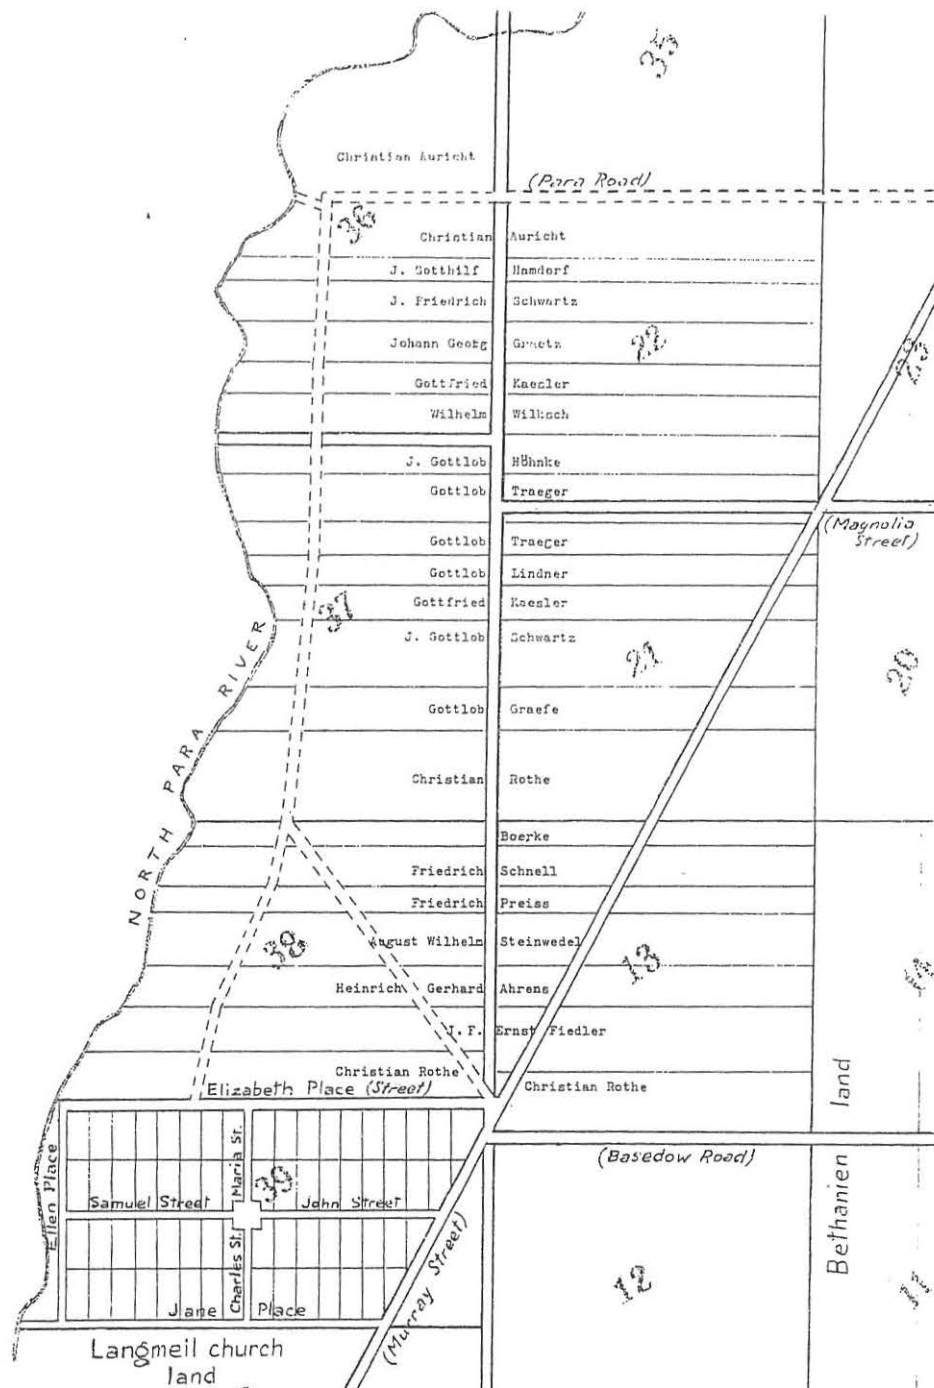 35
Christian Auricht
(Para Road)
36
Christian Auricht
J. Gotthilf Hamdorf
J. Friedrich Schwartz
Johann Georg Graetz
22
23
Gottfried Kaesler
Wilhelm Wilksch
J. Gottlob Höhnke
Gottlob Traeger
(Magnolia
Street)
Gottlob Traeger
Gottlob Lindner
Gottfried Kaesler
37
J. Gottlob Schwartz
21
20
NORTH PARA RIVER
Gottlob Graefe
Christian Rothe
Boerke
Friedrich Schnell
Friedrich Preiss
August Wilhelm Steinwedel
38
13
Heinrich Gerhard Ahrens
J. F. Ernst Fiedler
Christian Rothe
Christian Rothe
Elizabeth Place (Street)
(Basedow Road)
Bethanien land
Ellen Place
Maria St.
39
Samuel Street
John Street
Charles St.
(Murray Street)
12
Jane Place
Langmeil church
land